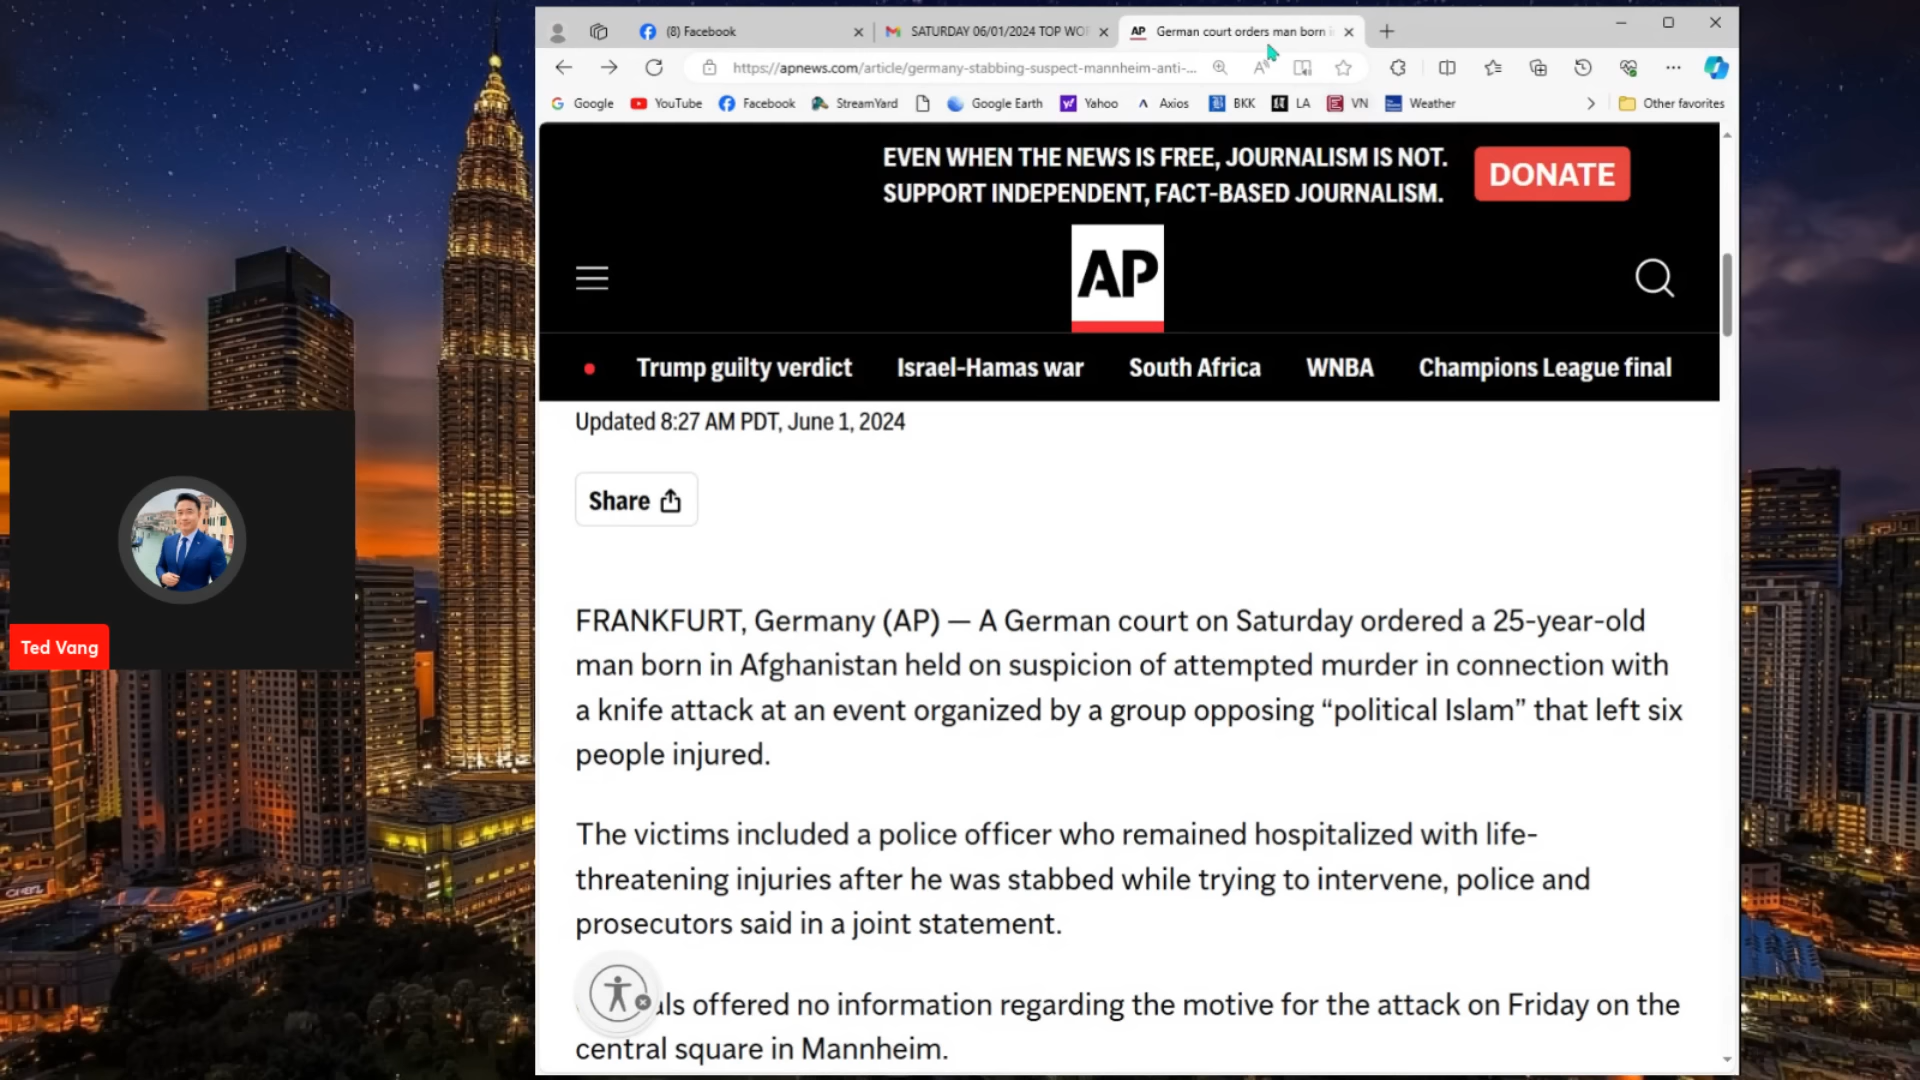 (8) Facebook
SATURDAY 06/01/2024 TOP WO
AP German court orders man born
https://apnews.com/article/germany-stabbing-suspect-mannheim-anti-...
Google YouTube Facebook StreamYard Google Earth Yahoo Axios BKK LA VN Weather Other favorites
EVEN WHEN THE NEWS IS FREE, JOURNALISM IS NOT.
SUPPORT INDEPENDENT, FACT-BASED JOURNALISM.
DONATE
AP
Trump guilty verdict Israel-Hamas war South Africa WNBA Champions League final
Updated 8:27 AM PDT, June 1, 2024
Share
Ted Vang
FRANKFURT, Germany (AP) — A German court on Saturday ordered a 25-year-old
man born in Afghanistan held on suspicion of attempted murder in connection with
a knife attack at an event organized by a group opposing “political Islam” that left six
people injured.
The victims included a police officer who remained hospitalized with life-
threatening injuries after he was stabbed while trying to intervene, police and
prosecutors said in a joint statement.
als offered no information regarding the motive for the attack on Friday on the
central square in Mannheim.